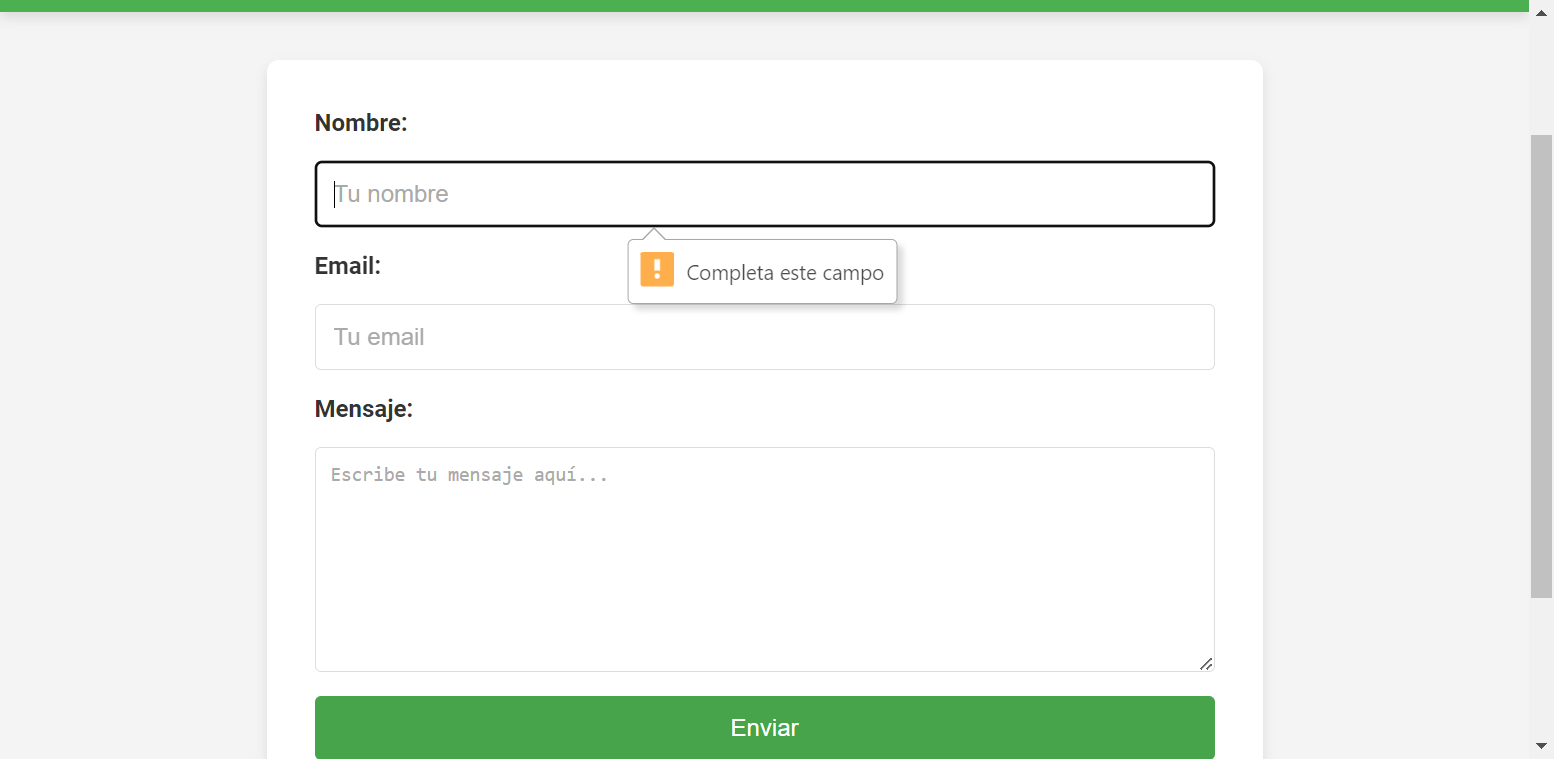 Nombre:
Tu nombre
Completa este campo
Email:
Tu email
Mensaje:
Escribe tu mensaje aquí...
Enviar